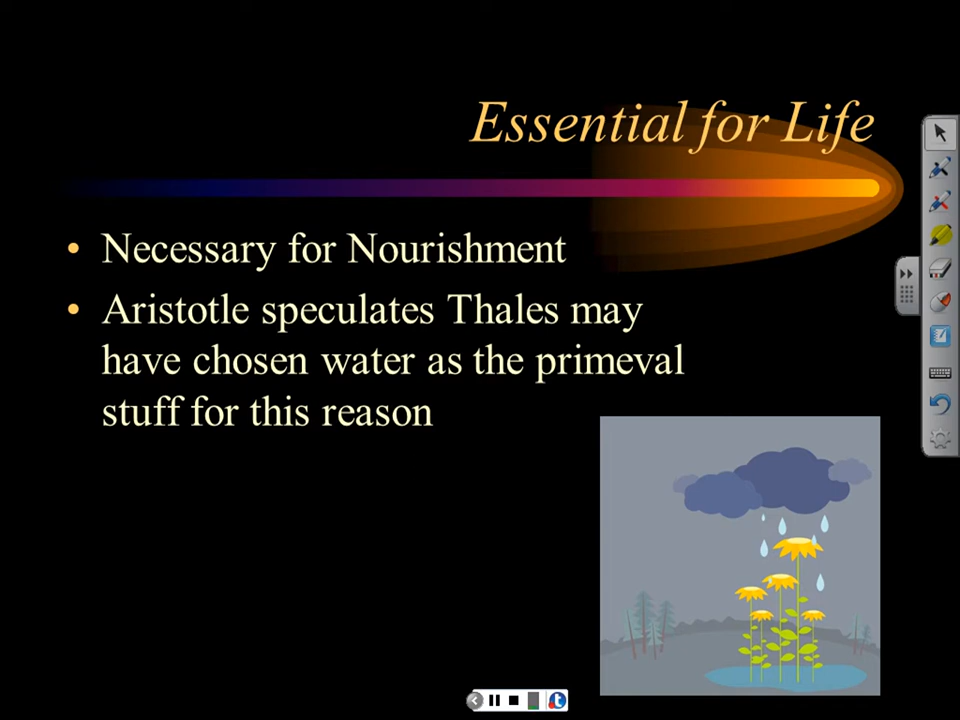 Essential for Life
• Necessary for Nourishment
• Aristotle speculates Thales may
have chosen water as the primeval
stuff for this reason